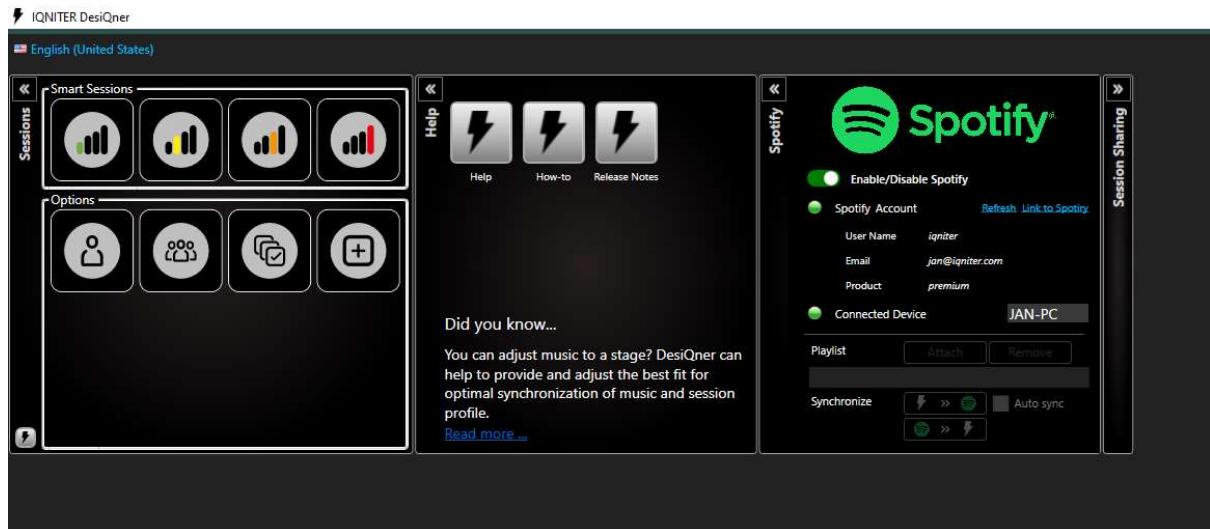 IQNITER DesiQner
English (United States)
Sessions
Smart Sessions
Options
Help
Help
How-to
Release Notes
Did you know...
You can adjust music to a stage? DesiQner can
help to provide and adjust the best fit for
optimal synchronization of music and session
profile.
Read more ...
Spotify
Spotify
Enable/Disable Spotify
Spotify Account
Refresh Link to Spotiry
User Name iqniter
Email jan@iqniter.com
Product premium
Connected Device JAN-PC
Playlist Attach Remove
Synchronize Auto sync
Session Sharing